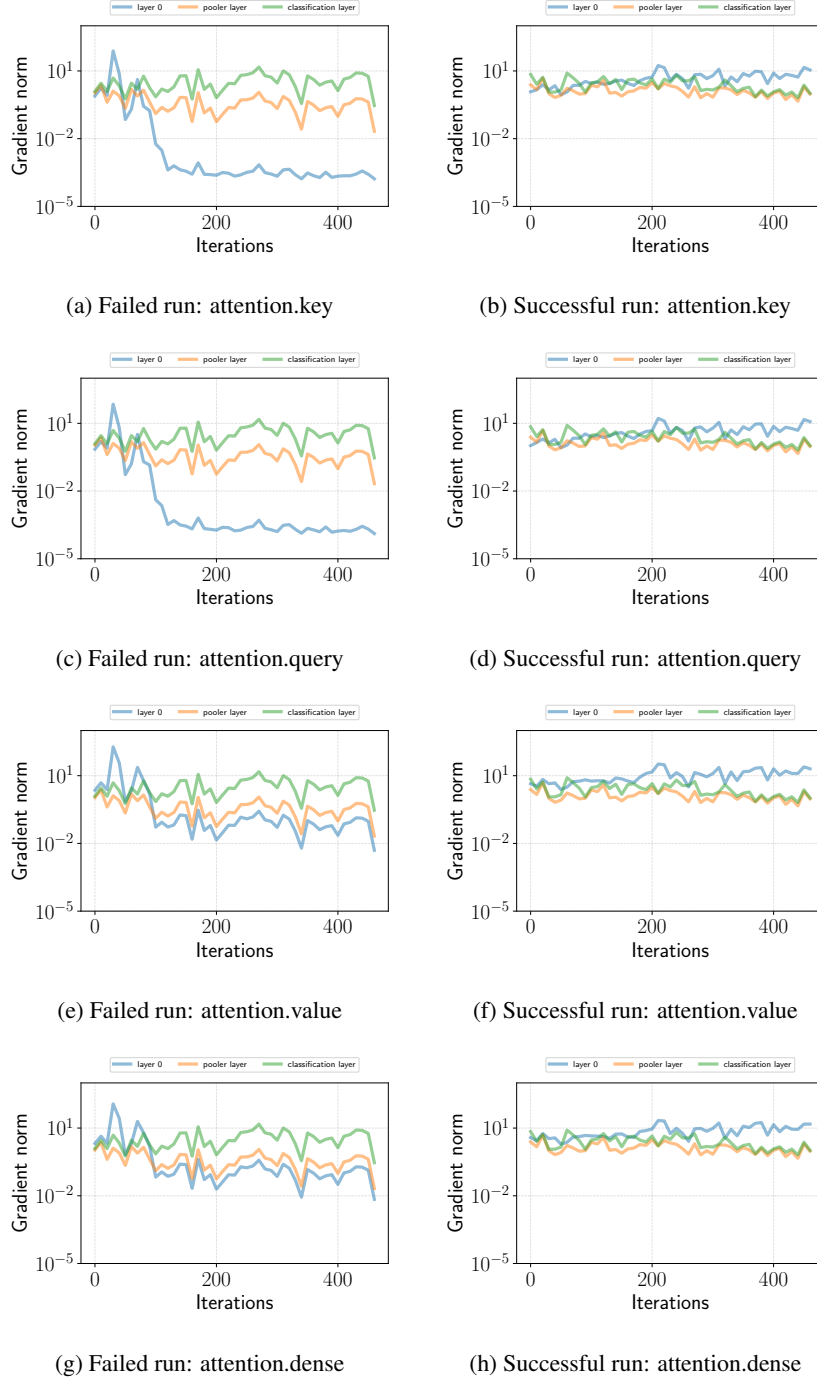 layer 0 pooler layer classification layer
layer 0 pooler layer classification layer
Gradient norm
10^1
10^-2
10^-5
0 200 400
Iterations
Gradient norm
10^1
10^-2
10^-5
0 200 400
Iterations
(a) Failed run: attention.key
(b) Successful run: attention.key
layer 0 pooler layer classification layer
layer 0 pooler layer classification layer
Gradient norm
10^1
10^-2
10^-5
0 200 400
Iterations
Gradient norm
10^1
10^-2
10^-5
0 200 400
Iterations
(c) Failed run: attention.query
(d) Successful run: attention.query
layer 0 pooler layer classification layer
layer 0 pooler layer classification layer
Gradient norm
10^1
10^-2
10^-5
0 200 400
Iterations
Gradient norm
10^1
10^-2
10^-5
0 200 400
Iterations
(e) Failed run: attention.value
(f) Successful run: attention.value
layer 0 pooler layer classification layer
layer 0 pooler layer classification layer
Gradient norm
10^1
10^-2
10^-5
0 200 400
Iterations
Gradient norm
10^1
10^-2
10^-5
0 200 400
Iterations
(g) Failed run: attention.dense
(h) Successful run: attention.dense